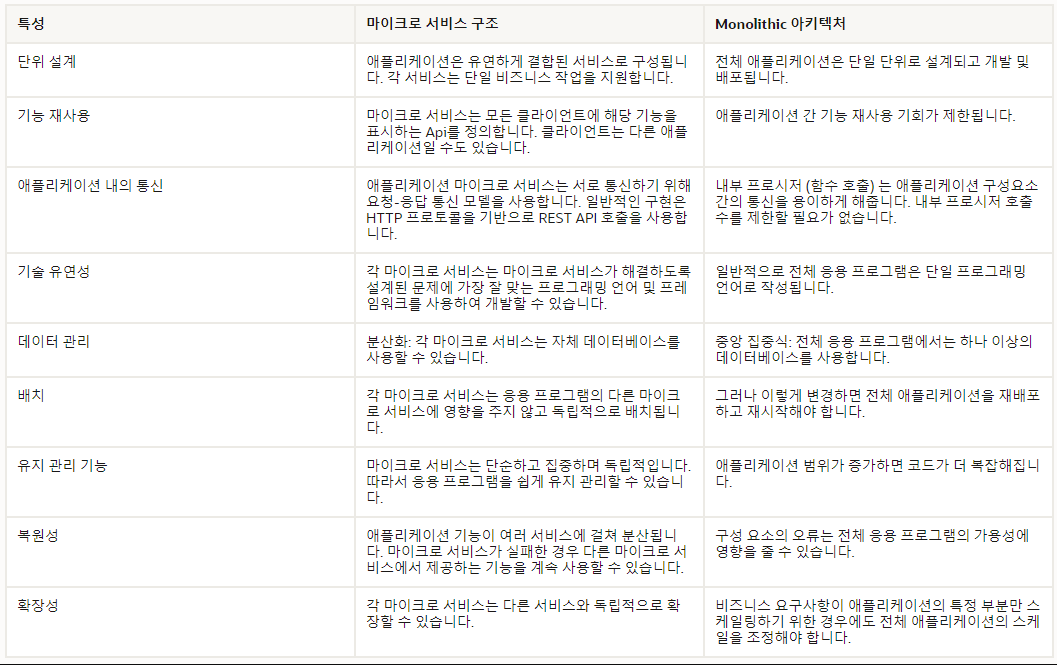 특성
마이크로 서비스 구조
Monolithic 아키텍처
단위 설계
애플리케이션은 유연하게 결합된 서비스로 구성됩니
다. 각 서비스는 단일 비즈니스 작업을 지원합니다.
전체 애플리케이션은 단일 단위로 설계되고 개발 및
배포됩니다.
기능 재사용
마이크로 서비스는 모든 클라이언트에 해당 기능을
표시하는 Api를 정의합니다. 클라이언트는 다른 애플
리케이션일 수도 있습니다.
애플리케이션 간 기능 재사용 기회가 제한됩니다.
애플리케이션 내의 통신
애플리케이션 마이크로 서비스는 서로 통신하기 위해
요청-응답 통신 모델을 사용합니다. 일반적인 구현은
HTTP 프로토콜을 기반으로 REST API 호출을 사용합
니다.
내부 프로시저 (함수 호출) 는 애플리케이션 구성요소
간의 통신을 용이하게 해줍니다. 내부 프로시저 호출
수를 제한할 필요가 없습니다.
기술 유연성
각 마이크로 서비스는 마이크로 서비스가 해결하도록
설계된 문제에 가장 잘 맞는 프로그래밍 언어 및 프레
임워크를 사용하여 개발할 수 있습니다.
일반적으로 전체 응용 프로그램은 단일 프로그래밍
언어로 작성됩니다.
데이터 관리
분산화: 각 마이크로 서비스는 자체 데이터베이스를
사용할 수 있습니다.
중앙 집중식: 전체 응용 프로그램에서는 하나 이상의
데이터베이스를 사용합니다.
배치
각 마이크로 서비스는 응용 프로그램의 다른 마이크
로 서비스에 영향을 주지 않고 독립적으로 배치됩니
다.
그러나 이렇게 변경하면 전체 애플리케이션을 재배포
하고 재시작해야 합니다.
유지 관리 기능
마이크로 서비스는 단순하고 집중하며 독립적입니다.
따라서 응용 프로그램을 쉽게 유지 관리할 수 있습니
다.
애플리케이션 범위가 증가하면 코드가 더 복잡해집니
다.
복원성
애플리케이션 기능이 여러 서비스에 걸쳐 분산됩니
다. 마이크로 서비스가 실패한 경우 다른 마이크로 서
비스에서 제공하는 기능을 계속 사용할 수 있습니다.
구성 요소의 오류는 전체 응용 프로그램의 가용성에
영향을 줄 수 있습니다.
확장성
각 마이크로 서비스는 다른 서비스와 독립적으로 확
장할 수 있습니다.
비즈니스 요구사항이 애플리케이션의 특정 부분만 스
케일링하기 위한 경우에도 전체 애플리케이션의 스케
일을 조정해야 합니다.